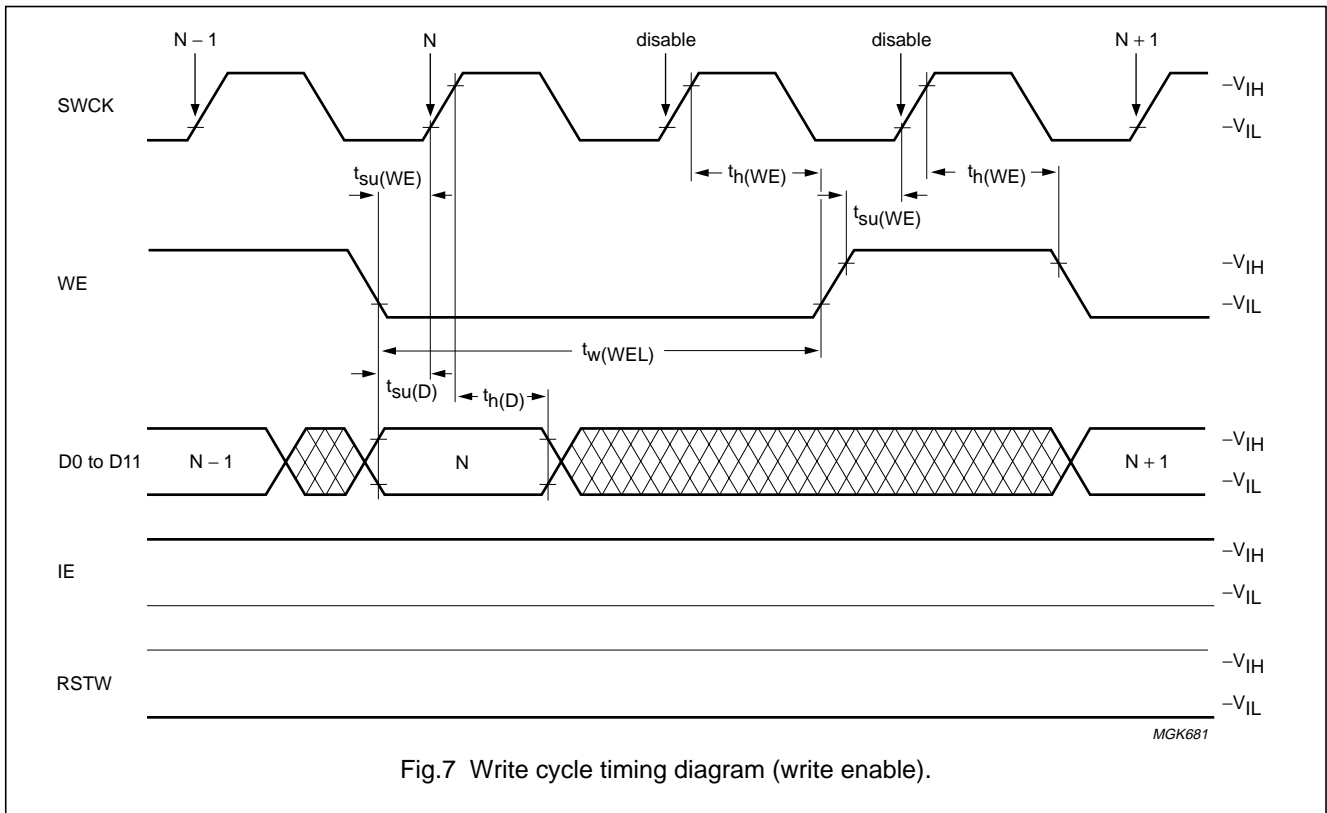 N – 1 N disable disable N + 1
SWCK
–VIH
–VIL
tsu(WE) th(WE) th(WE)
tsu(WE)
WE
–VIH
–VIL
tw(WEL)
tsu(D) th(D)
D0 to D11 N – 1 N N + 1
–VIH
–VIL
IE
–VIH
–VIL
RSTW
–VIH
–VIL
MGK681
Fig.7 Write cycle timing diagram (write enable).